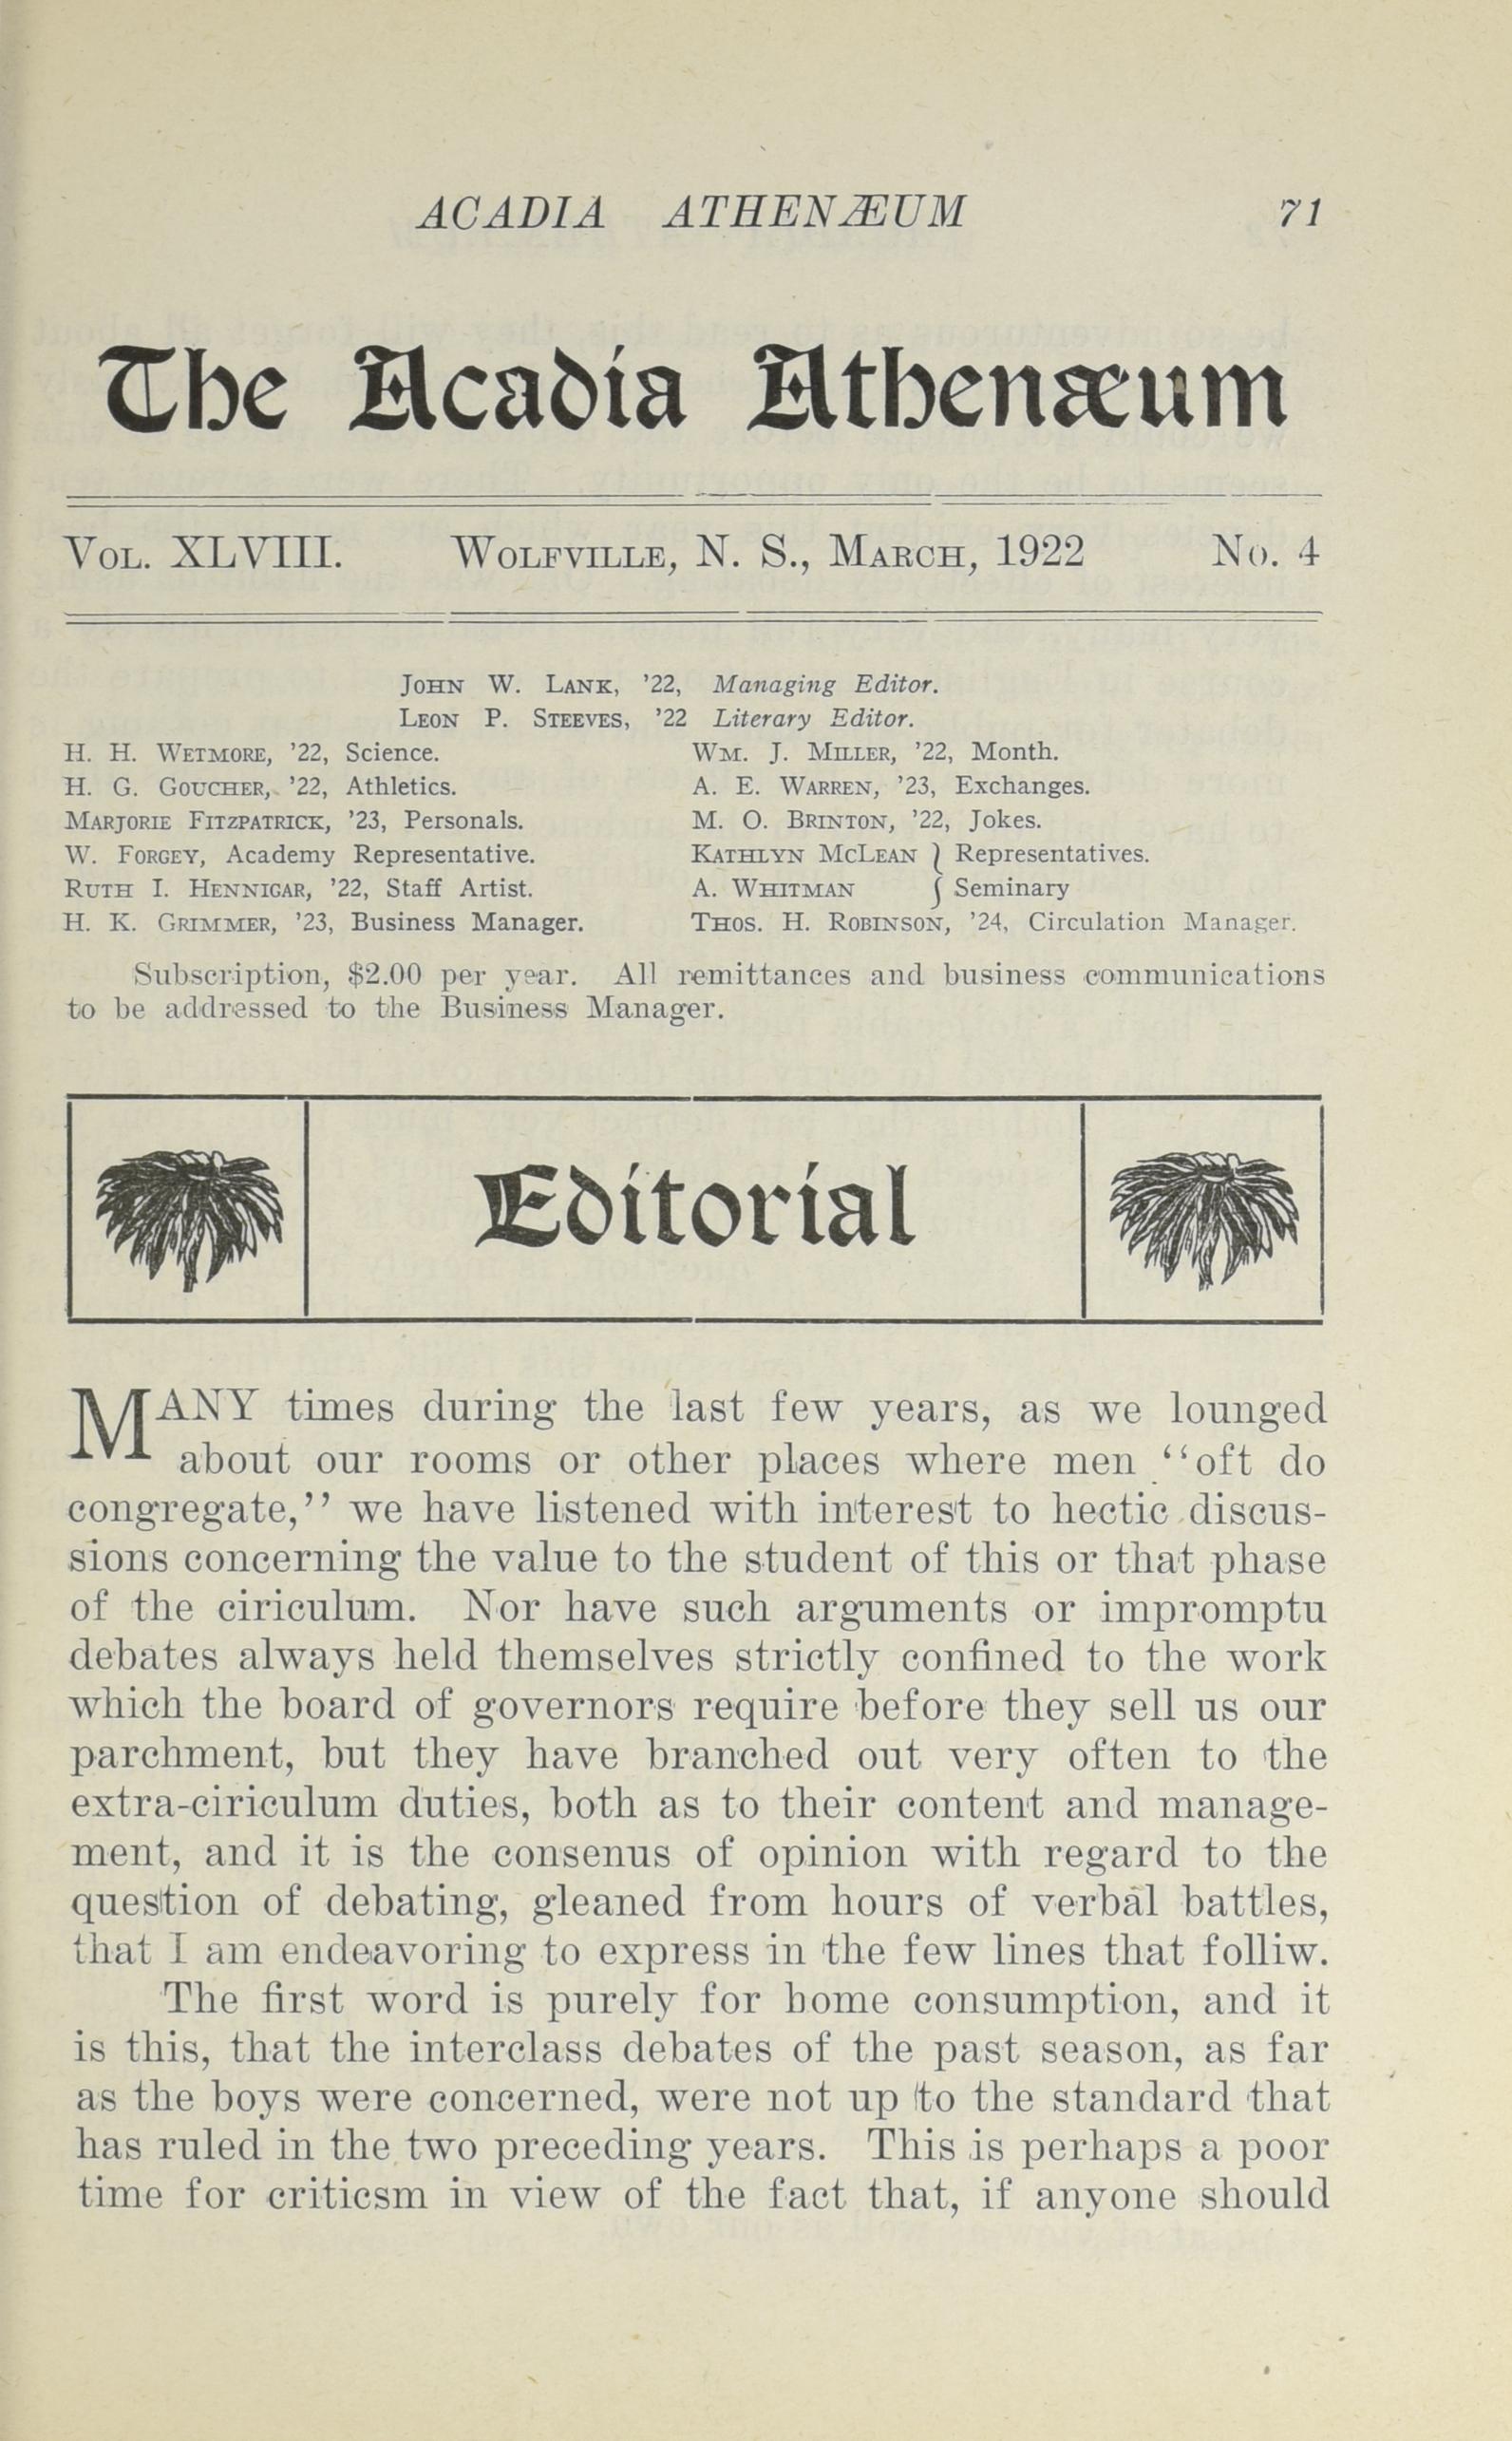 ACADIA ATHENÆUM 71
The Acadia Athenæum
VOL. XLVIII. WOLFVILLE, N. S., MARCH, 1922 No. 4
JOHN W. LANK, '22, Managing Editor.
LEON P. STEEVES, '22 Literary Editor.
H. H. WETMORE, '22, Science. WM. J. MILLER, '22, Month.
H. G. GOUCHER, '22, Athletics. A. E. WARREN, '23, Exchanges.
MARJORIE FITZPATRICK, '23, Personals. M. O. BRINTON, '22, Jokes.
W. FORGEY, Academy Representative. KATHLYN MCLEAN } Representatives.
RUTH I. HENNIGAR, '22, Staff Artist. A. WHITMAN { Seminary
H. K. GRIMMER, '23, Business Manager. THOS. H. ROBINSON, '24, Circulation Manager.
Subscription, $2.00 per year. All remittances and business communications
to be addressed to the Business Manager.
Editorial
MANY times during the last few years, as we lounged
about our rooms or other places where men "oft do
congregate," we have listened with interest to hectic discus-
sions concerning the value to the student of this or that phase
of the ciriculum. Nor have such arguments or impromptu
debates always held themselves strictly confined to the work
which the board of governors require before they sell us our
parchment, but they have branched out very often to the
extra-ciriculum duties, both as to their content and manage-
ment, and it is the consenus of opinion with regard to the
question of debating, gleaned from hours of verbal battles,
that I am endeavoring to express in the few lines that folliw.
The first word is purely for home consumption, and it
is this, that the interclass debates of the past season, as far
as the boys were concerned, were not up to the standard that
has ruled in the two preceding years. This is perhaps a poor
time for criticsm in view of the fact that, if anyone should